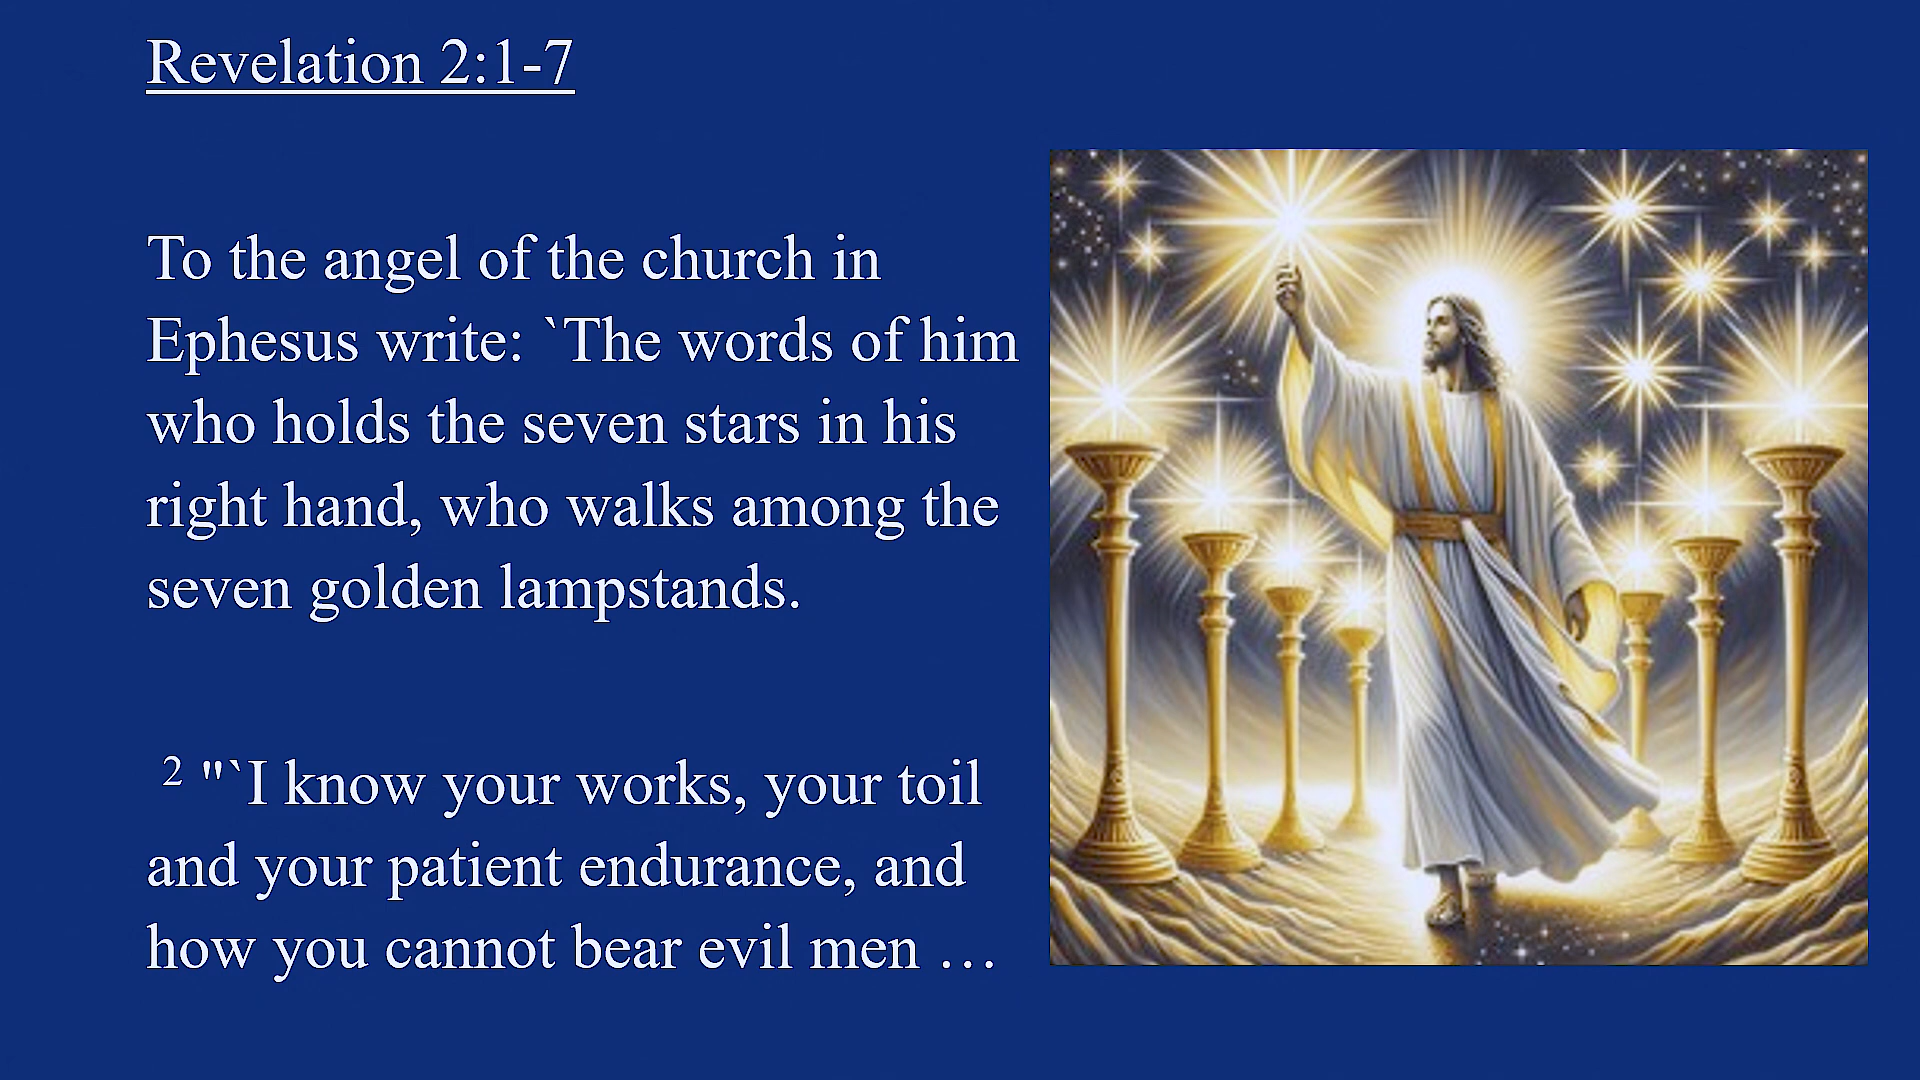 Revelation 2:1-7
To the angel of the church in
Ephesus write: `The words of him
who holds the seven stars in his
right hand, who walks among the
seven golden lampstands.
2 "`I know your works, your toil
and your patient endurance, and
how you cannot bear evil men …